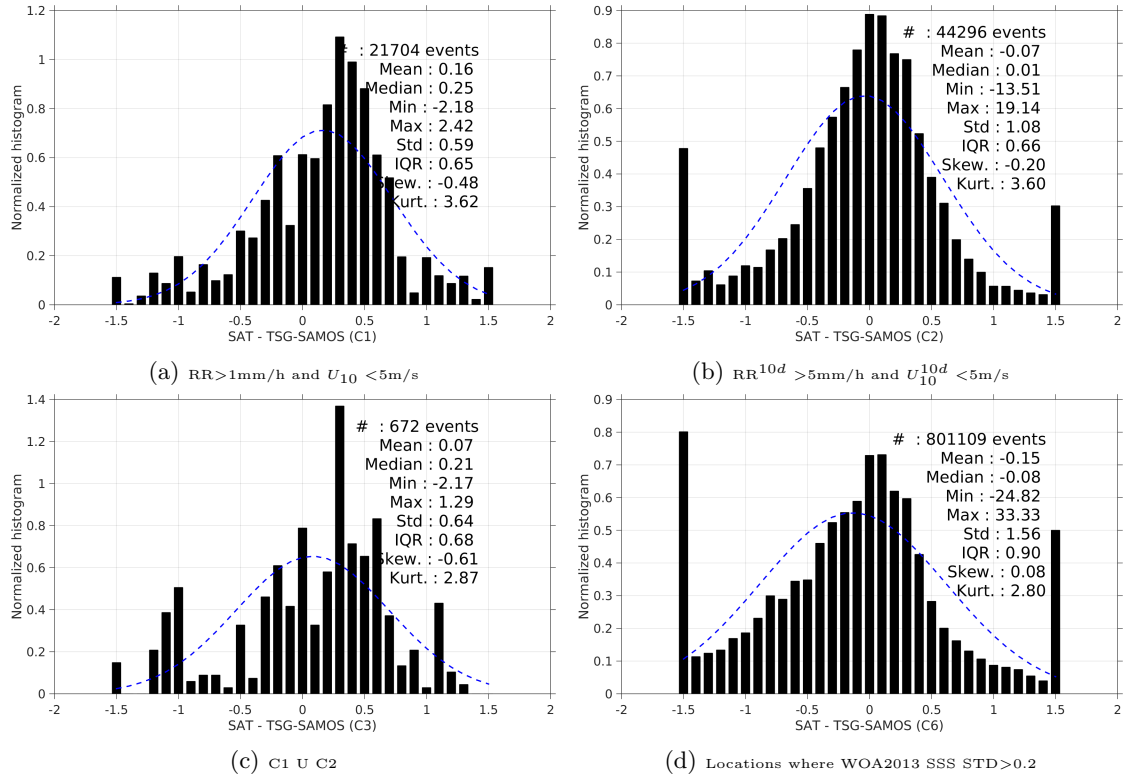 1.2
1
0.8
0.6
0.4
0.2
0
Normalized histogram
# : 21704 events
Mean : 0.16
Median : 0.25
Min : -2.18
Max : 2.42
Std : 0.59
IQR : 0.65
Skew. : -0.48
Kurt. : 3.62
-2 -1.5 -1 -0.5 0 0.5 1 1.5 2
SAT - TSG-SAMOS (C1)
(a) RR>1mm/h and U10 <5m/s
0.9
0.8
0.7
0.6
0.5
0.4
0.3
0.2
0.1
0
Normalized histogram
# : 44296 events
Mean : -0.07
Median : 0.01
Min : -13.51
Max : 19.14
Std : 1.08
IQR : 0.66
Skew. : -0.20
Kurt. : 3.60
-2 -1.5 -1 -0.5 0 0.5 1 1.5 2
SAT - TSG-SAMOS (C2)
(b) RR10d >5mm/h and U10d10 <5m/s
1.4
1.2
1
0.8
0.6
0.4
0.2
0
Normalized histogram
# : 672 events
Mean : 0.07
Median : 0.21
Min : -2.17
Max : 1.29
Std : 0.64
IQR : 0.68
Skew. : -0.61
Kurt. : 2.87
-2 -1.5 -1 -0.5 0 0.5 1 1.5 2
SAT - TSG-SAMOS (C3)
(c) C1 U C2
0.9
0.8
0.7
0.6
0.5
0.4
0.3
0.2
0.1
0
Normalized histogram
# : 801109 events
Mean : -0.15
Median : -0.08
Min : -24.82
Max : 33.33
Std : 1.56
IQR : 0.90
Skew. : 0.08
Kurt. : 2.80
-2 -1.5 -1 -0.5 0 0.5 1 1.5 2
SAT - TSG-SAMOS (C6)
(d) Locations where WOA2013 SSS STD>0.2